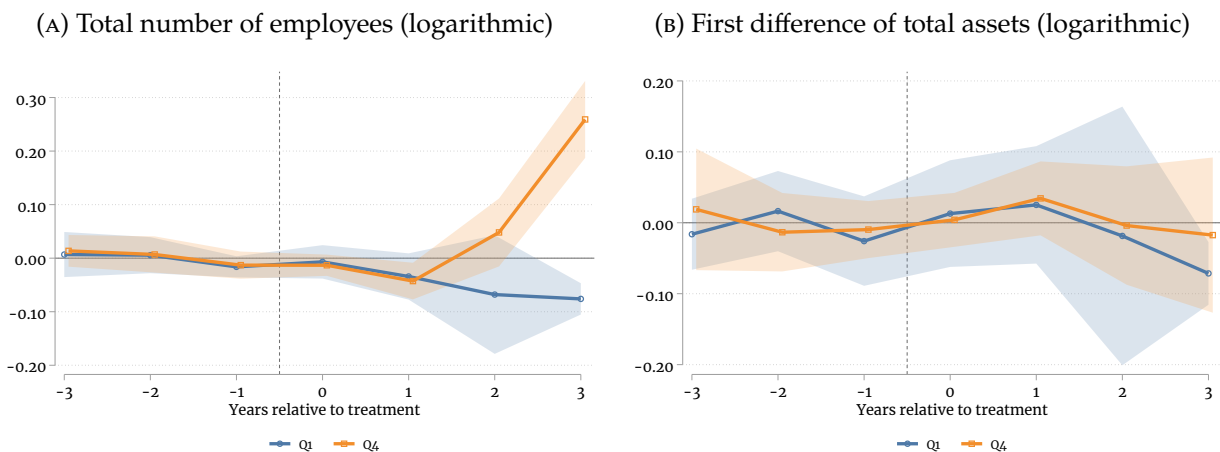 (A) Total number of employees (logarithmic)
0.30
0.20
0.10
0.00
−0.10
−0.20
-3 -2 -1 0 1 2 3
Years relative to treatment
Q1 Q4
(B) First difference of total assets (logarithmic)
0.20
0.10
0.00
−0.10
−0.20
-3 -2 -1 0 1 2 3
Years relative to treatment
Q1 Q4